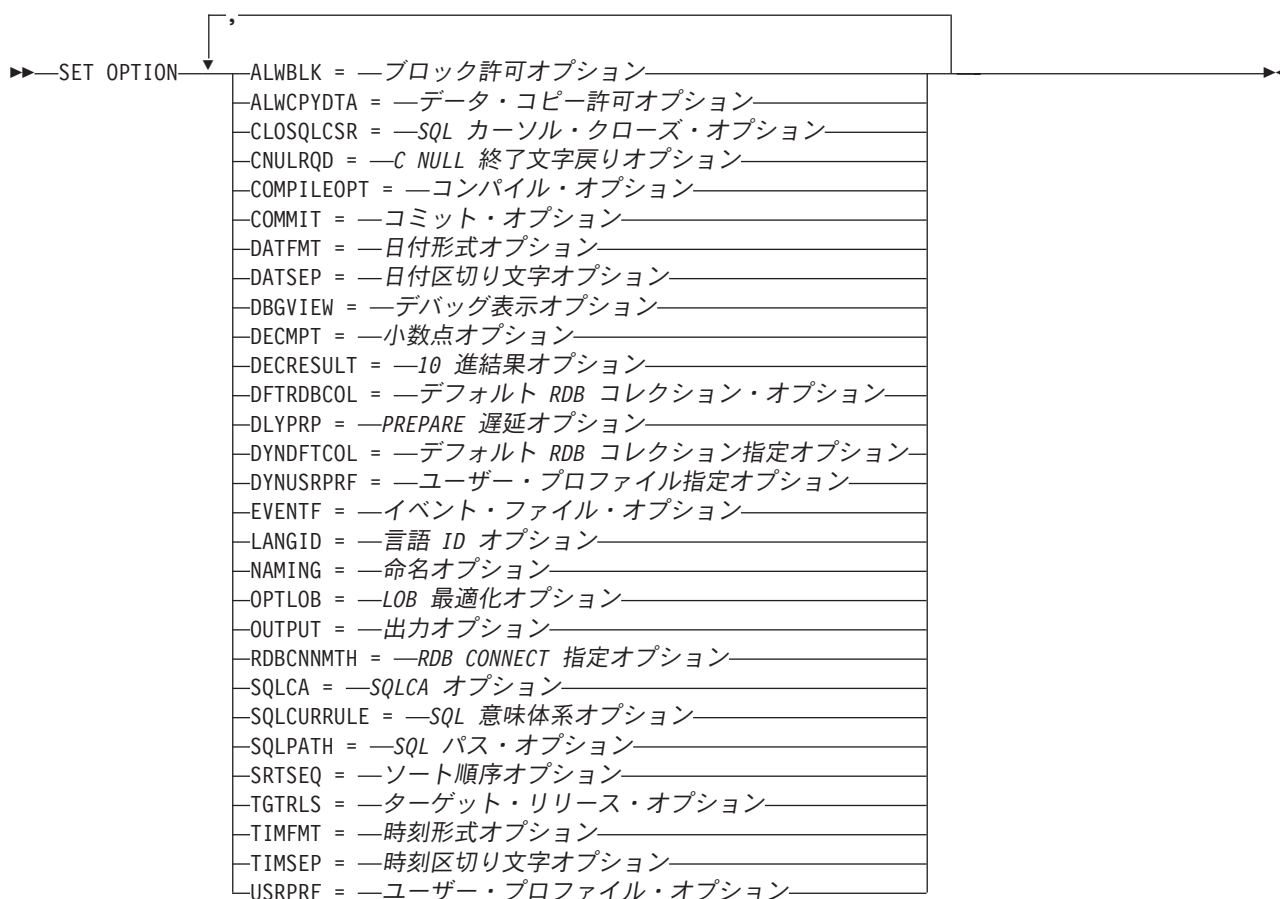 ,
SET OPTION ALWBLK = ブロック許可オプション
ALWCPYDTA = データ・コピー許可オプション
CLOSQLCSR = SQL カーソル・クローズ・オプション
CNULRQD = C NULL 終了文字戻りオプション
COMPILEOPT = コンパイル・オプション
COMMIT = コミット・オプション
DATFMT = 日付形式オプション
DATSEP = 日付区切り文字オプション
DBGVIEW = デバッグ表示オプション
DECMPT = 小数点オプション
DECRESULT = 10 進結果オプション
DFTRDBCOL = デフォルト RDB コレクション・オプション
DLYPRP = PREPARE 遅延オプション
DYNDFTCOL = デフォルト RDB コレクション指定オプション
DYNUSRPRF = ユーザー・プロファイル指定オプション
EVENTF = イベント・ファイル・オプション
LANGID = 言語 ID オプション
NAMING = 命名オプション
OPTLOB = LOB 最適化オプション
OUTPUT = 出力オプション
RDBCNNMTH = RDB CONNECT 指定オプション
SQLCA = SQLCA オプション
SQLCURRULE = SQL 意味体系オプション
SQLPATH = SQL パス・オプション
SRTSEQ = ソート順序オプション
TGTRLS = ターゲット・リリース・オプション
TIMFMT = 時刻形式オプション
TIMSEP = 時刻区切り文字オプション
USRPRF = ユーザー・プロファイル・オプション